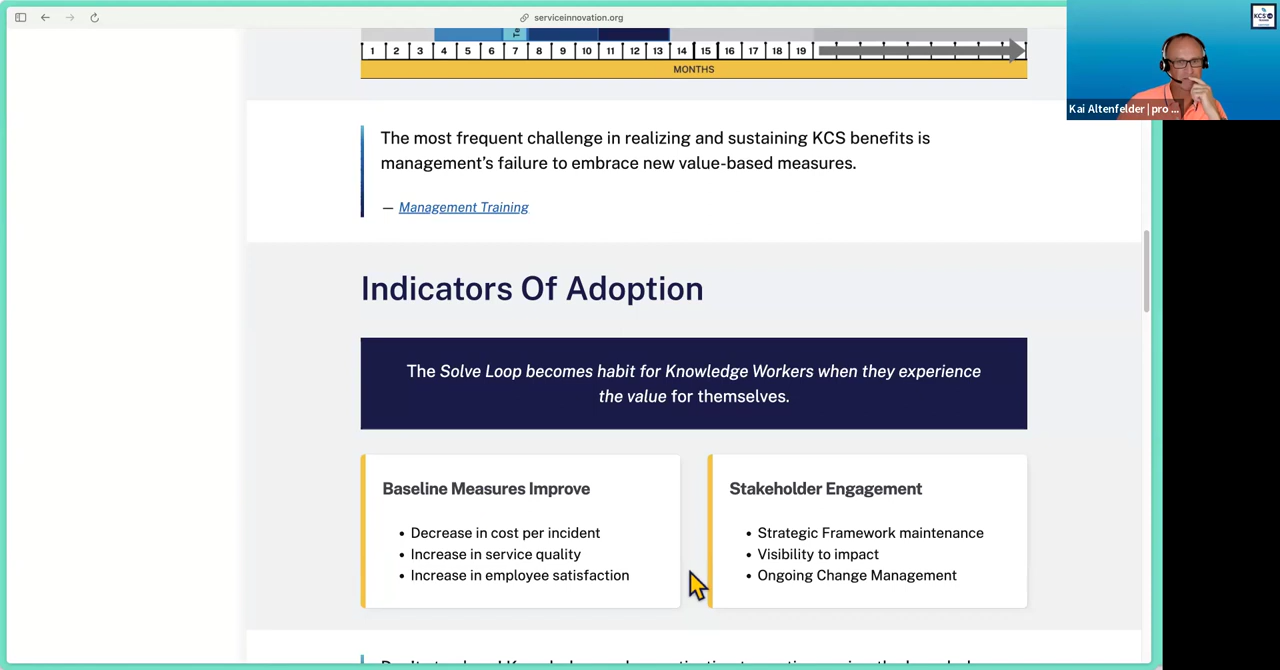 serviceinnovation.org
KCS
Te
1 2 3 4 5 6 7 8 9 10 11 12 13 14 15 16 17 18 19
MONTHS
Kai Altenfelder | pro ...
The most frequent challenge in realizing and sustaining KCS benefits is
management’s failure to embrace new value-based measures.
— Management Training
Indicators Of Adoption
The Solve Loop becomes habit for Knowledge Workers when they experience
the value for themselves.
Baseline Measures Improve
• Decrease in cost per incident
• Increase in service quality
• Increase in employee satisfaction
Stakeholder Engagement
• Strategic Framework maintenance
• Visibility to impact
• Ongoing Change Management